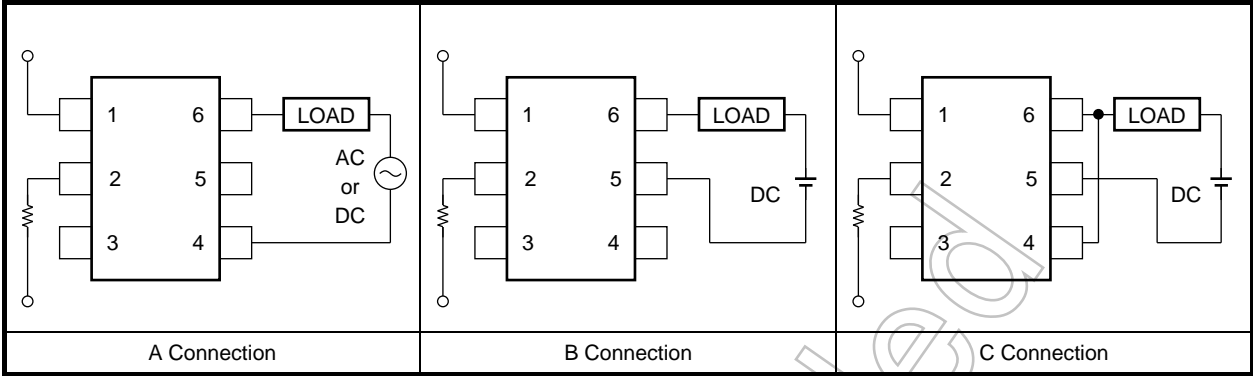 1 6 LOAD
2 5 AC or DC
3 4
A Connection
1 6 LOAD
2 5 DC
3 4
B Connection
1 6 LOAD
2 5 DC
3 4
C Connection